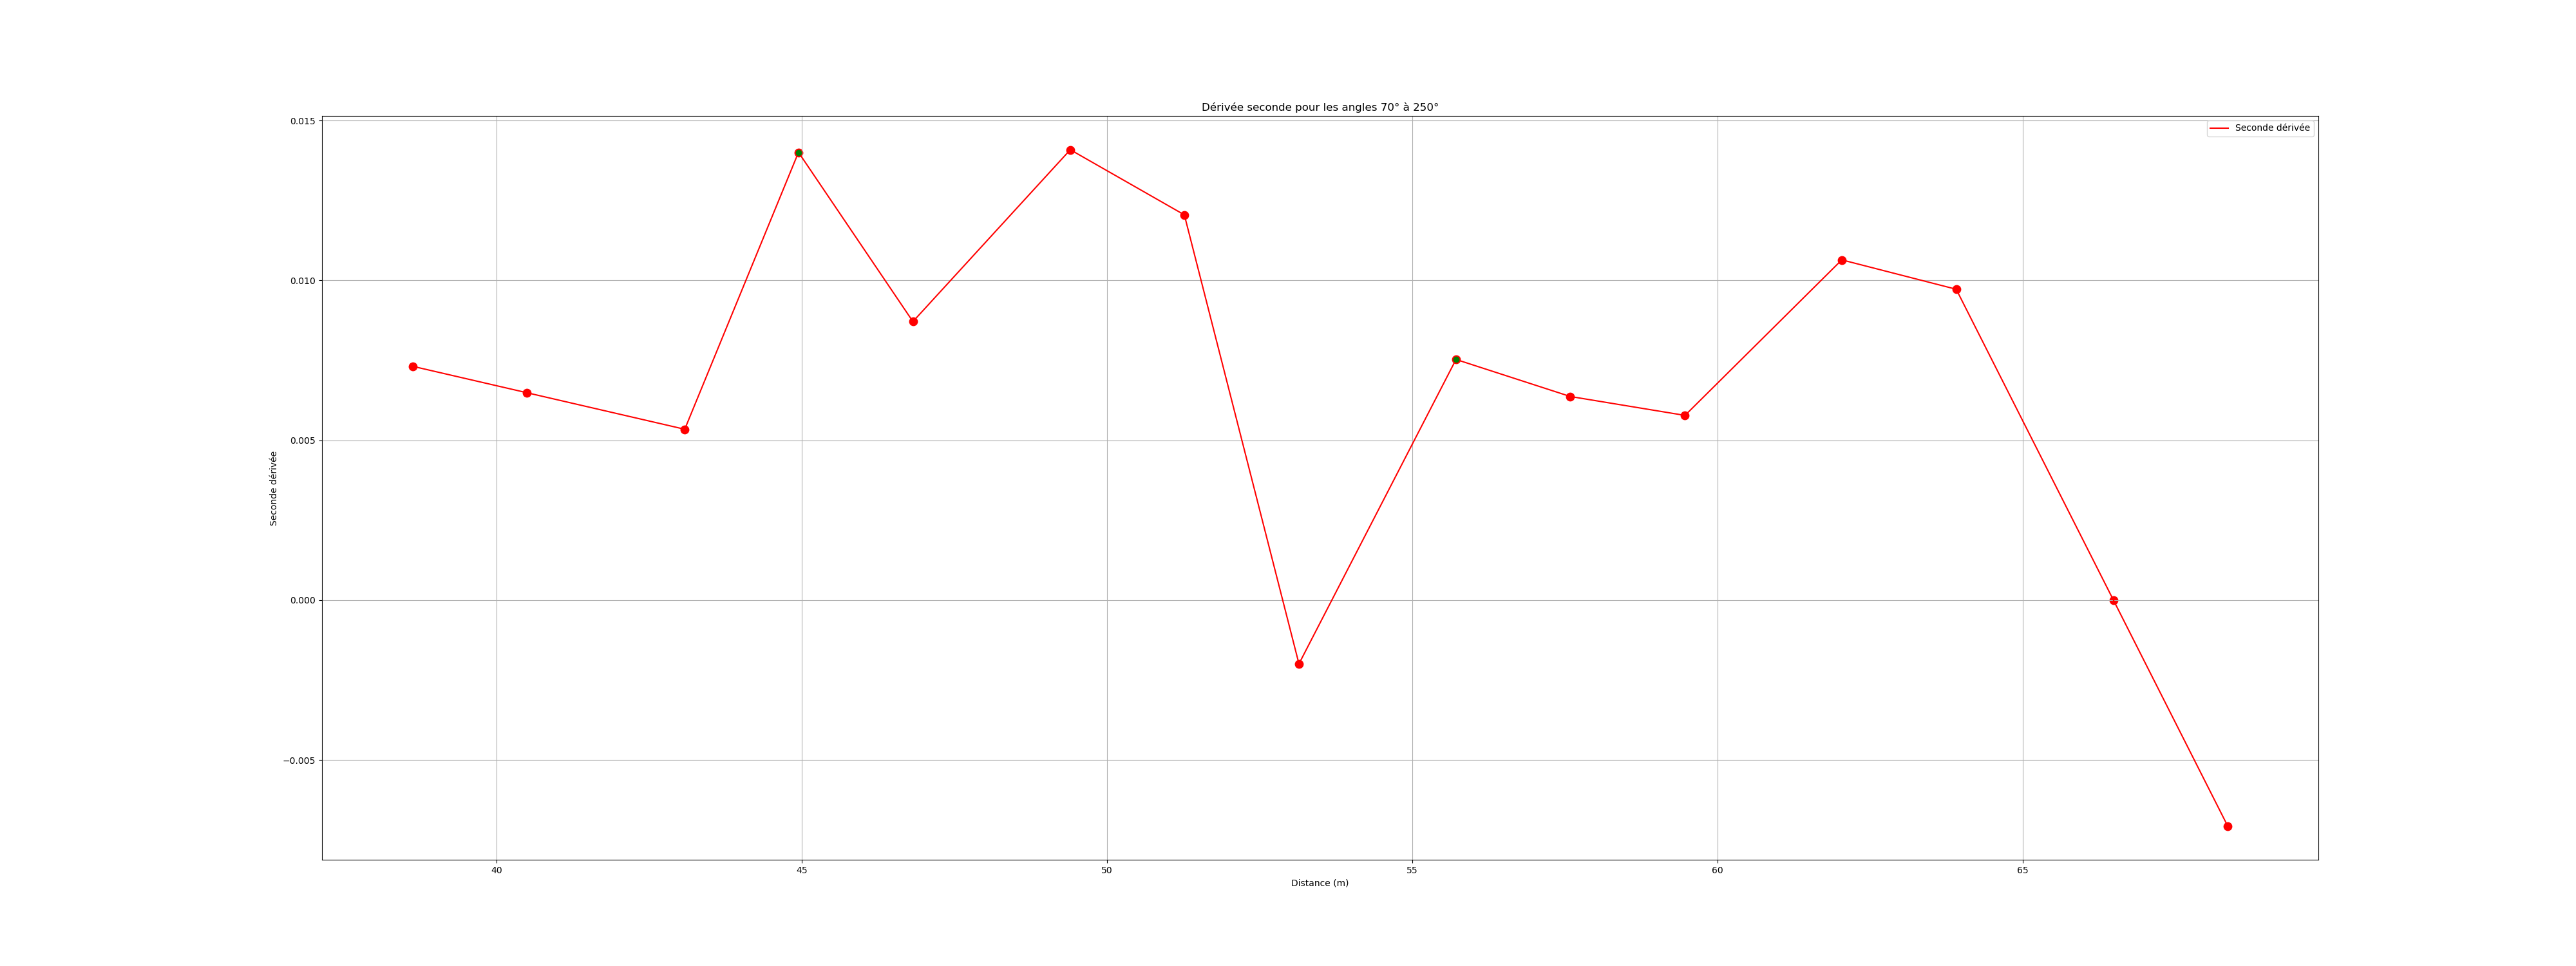 Dérivée seconde pour les angles 70° à 250°
Seconde dérivée
0.015
0.010
0.005
0.000
−0.005
Seconde dérivée
40
45
50
55
60
65
Distance (m)